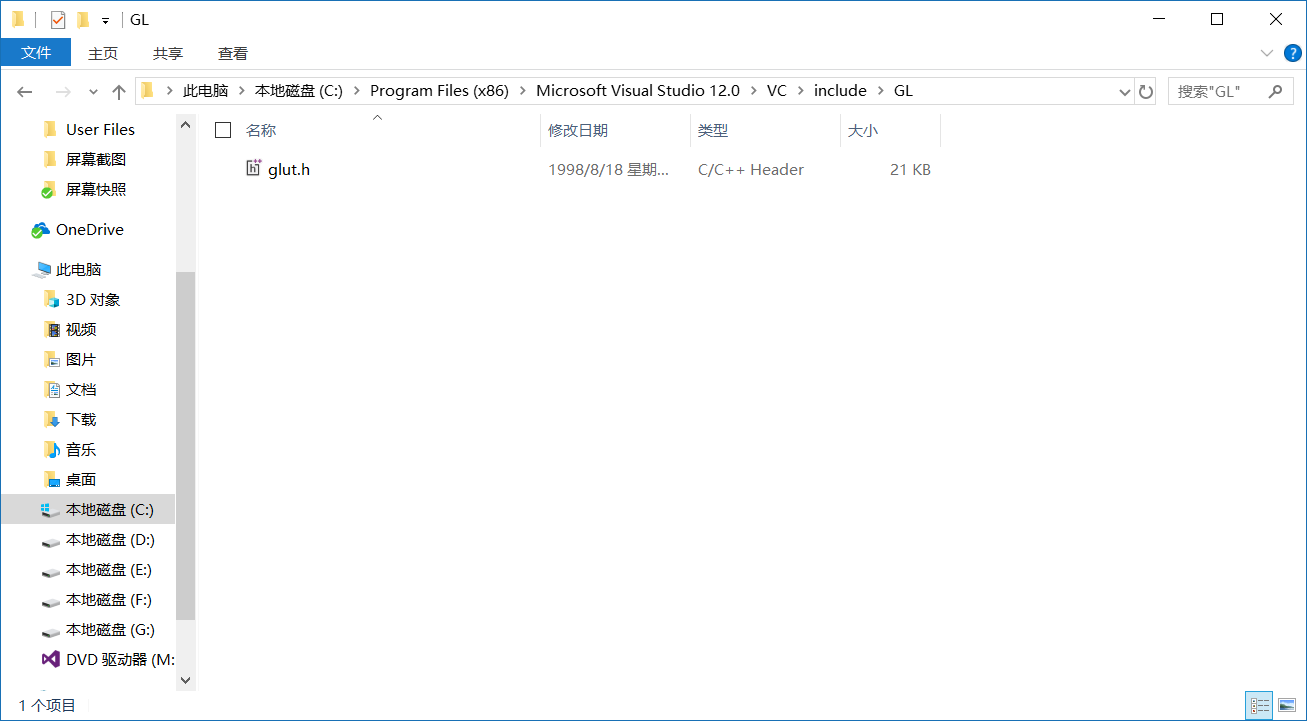 GL
文件 主页 共享 查看
此电脑 本地磁盘 (C:) Program Files (x86) Microsoft Visual Studio 12.0 VC include GL 搜索"GL"
名称 修改日期 类型 大小
glut.h 1998/8/18 星期... C/C++ Header 21 KB
User Files
屏幕截图
屏幕快照
OneDrive
此电脑
3D 对象
视频
图片
文档
下载
音乐
桌面
本地磁盘 (C:)
本地磁盘 (D:)
本地磁盘 (E:)
本地磁盘 (F:)
本地磁盘 (G:)
DVD 驱动器 (M:
1 个项目